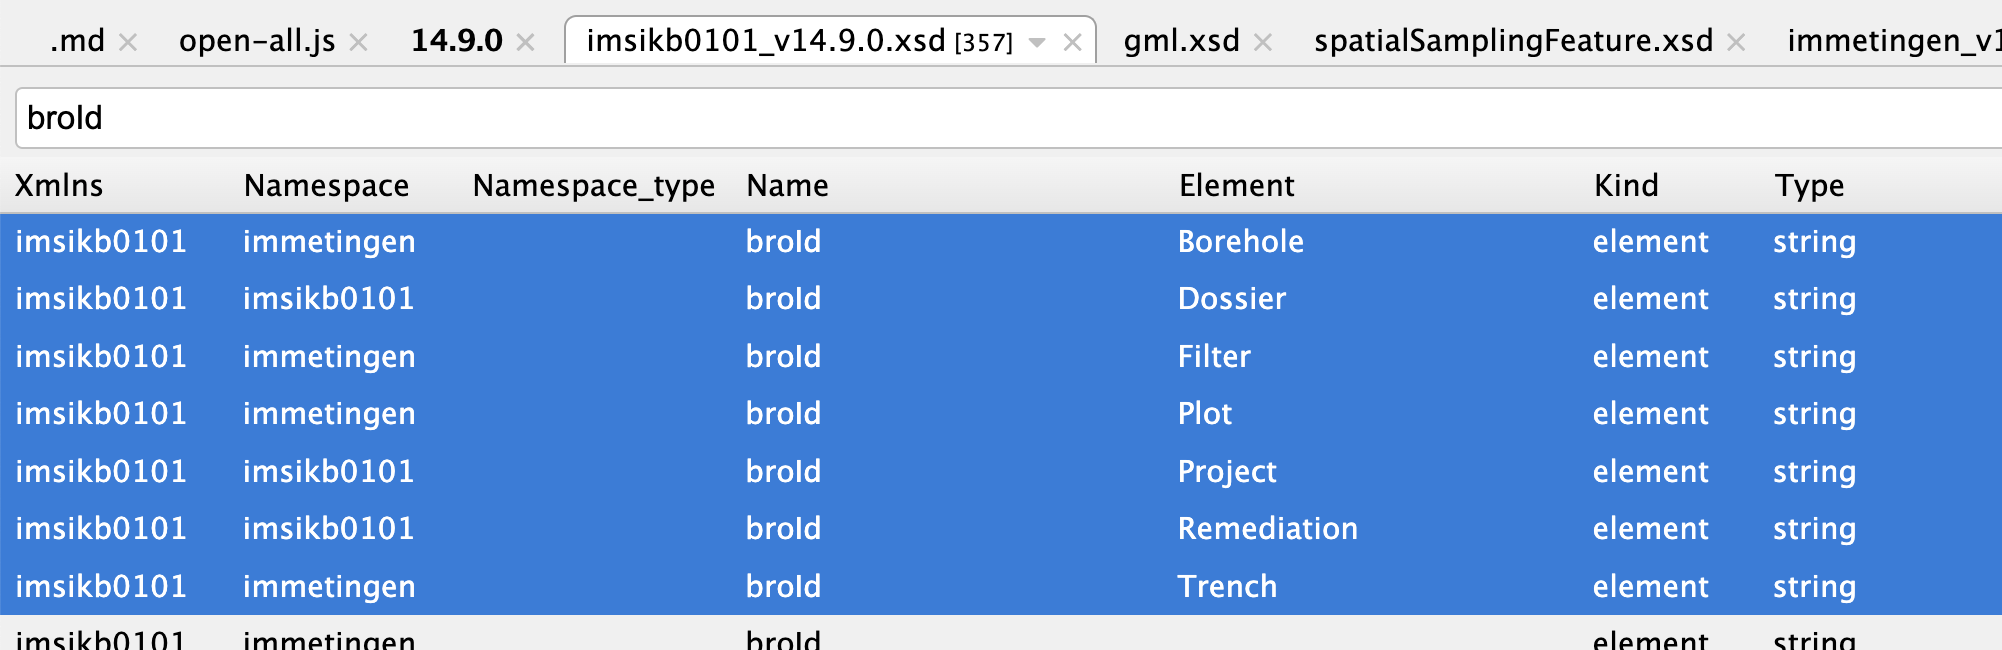 .md open-all.js 14.9.0 imsikb0101_v14.9.0.xsd [357] gml.xsd spatialSamplingFeature.xsd immetingen_v1
broId
Xmlns Namespace Namespace_type Name Element Kind Type
imsikb0101 immetingen broId Borehole element string
imsikb0101 imsikb0101 broId Dossier element string
imsikb0101 immetingen broId Filter element string
imsikb0101 immetingen broId Plot element string
imsikb0101 imsikb0101 broId Project element string
imsikb0101 imsikb0101 broId Remediation element string
imsikb0101 immetingen broId Trench element string
imsikb0101 immetingen broId element string